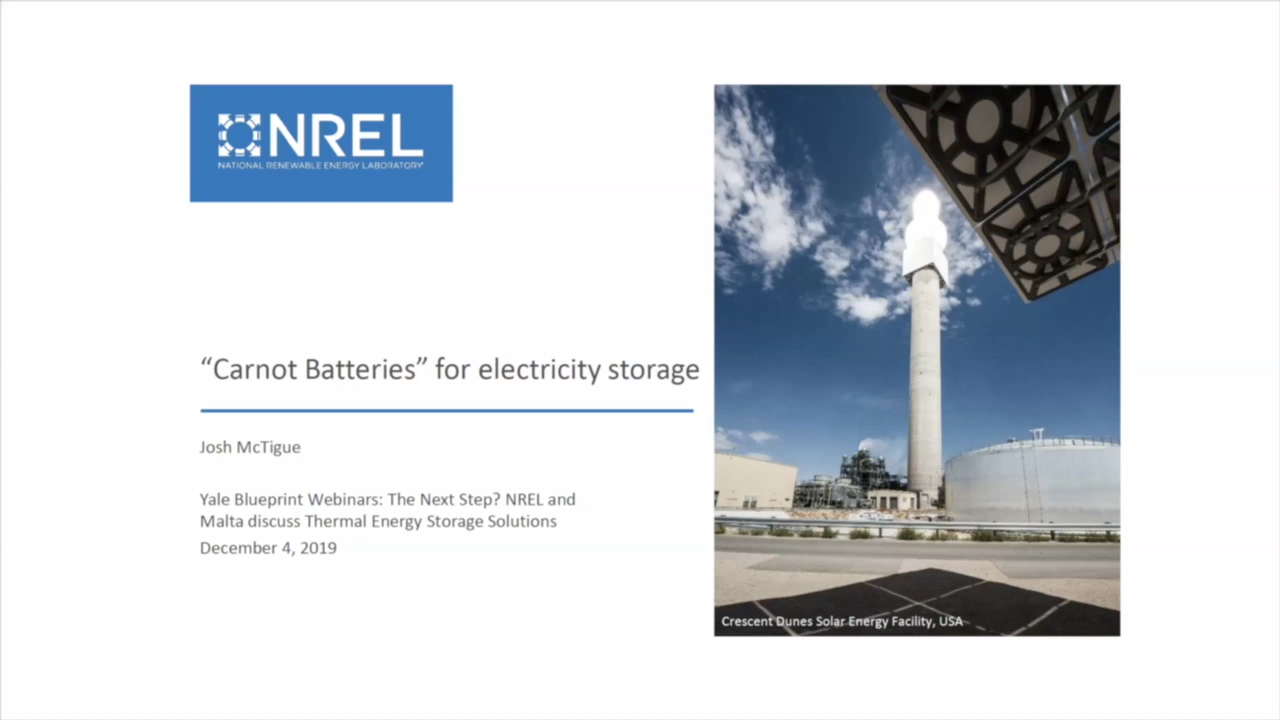 NREL
NATIONAL RENEWABLE ENERGY LABORATORY
“Carnot Batteries” for electricity storage
Josh McTigue
Yale Blueprint Webinars: The Next Step? NREL and
Malta discuss Thermal Energy Storage Solutions
December 4, 2019
Crescent Dunes Solar Energy Facility, USA